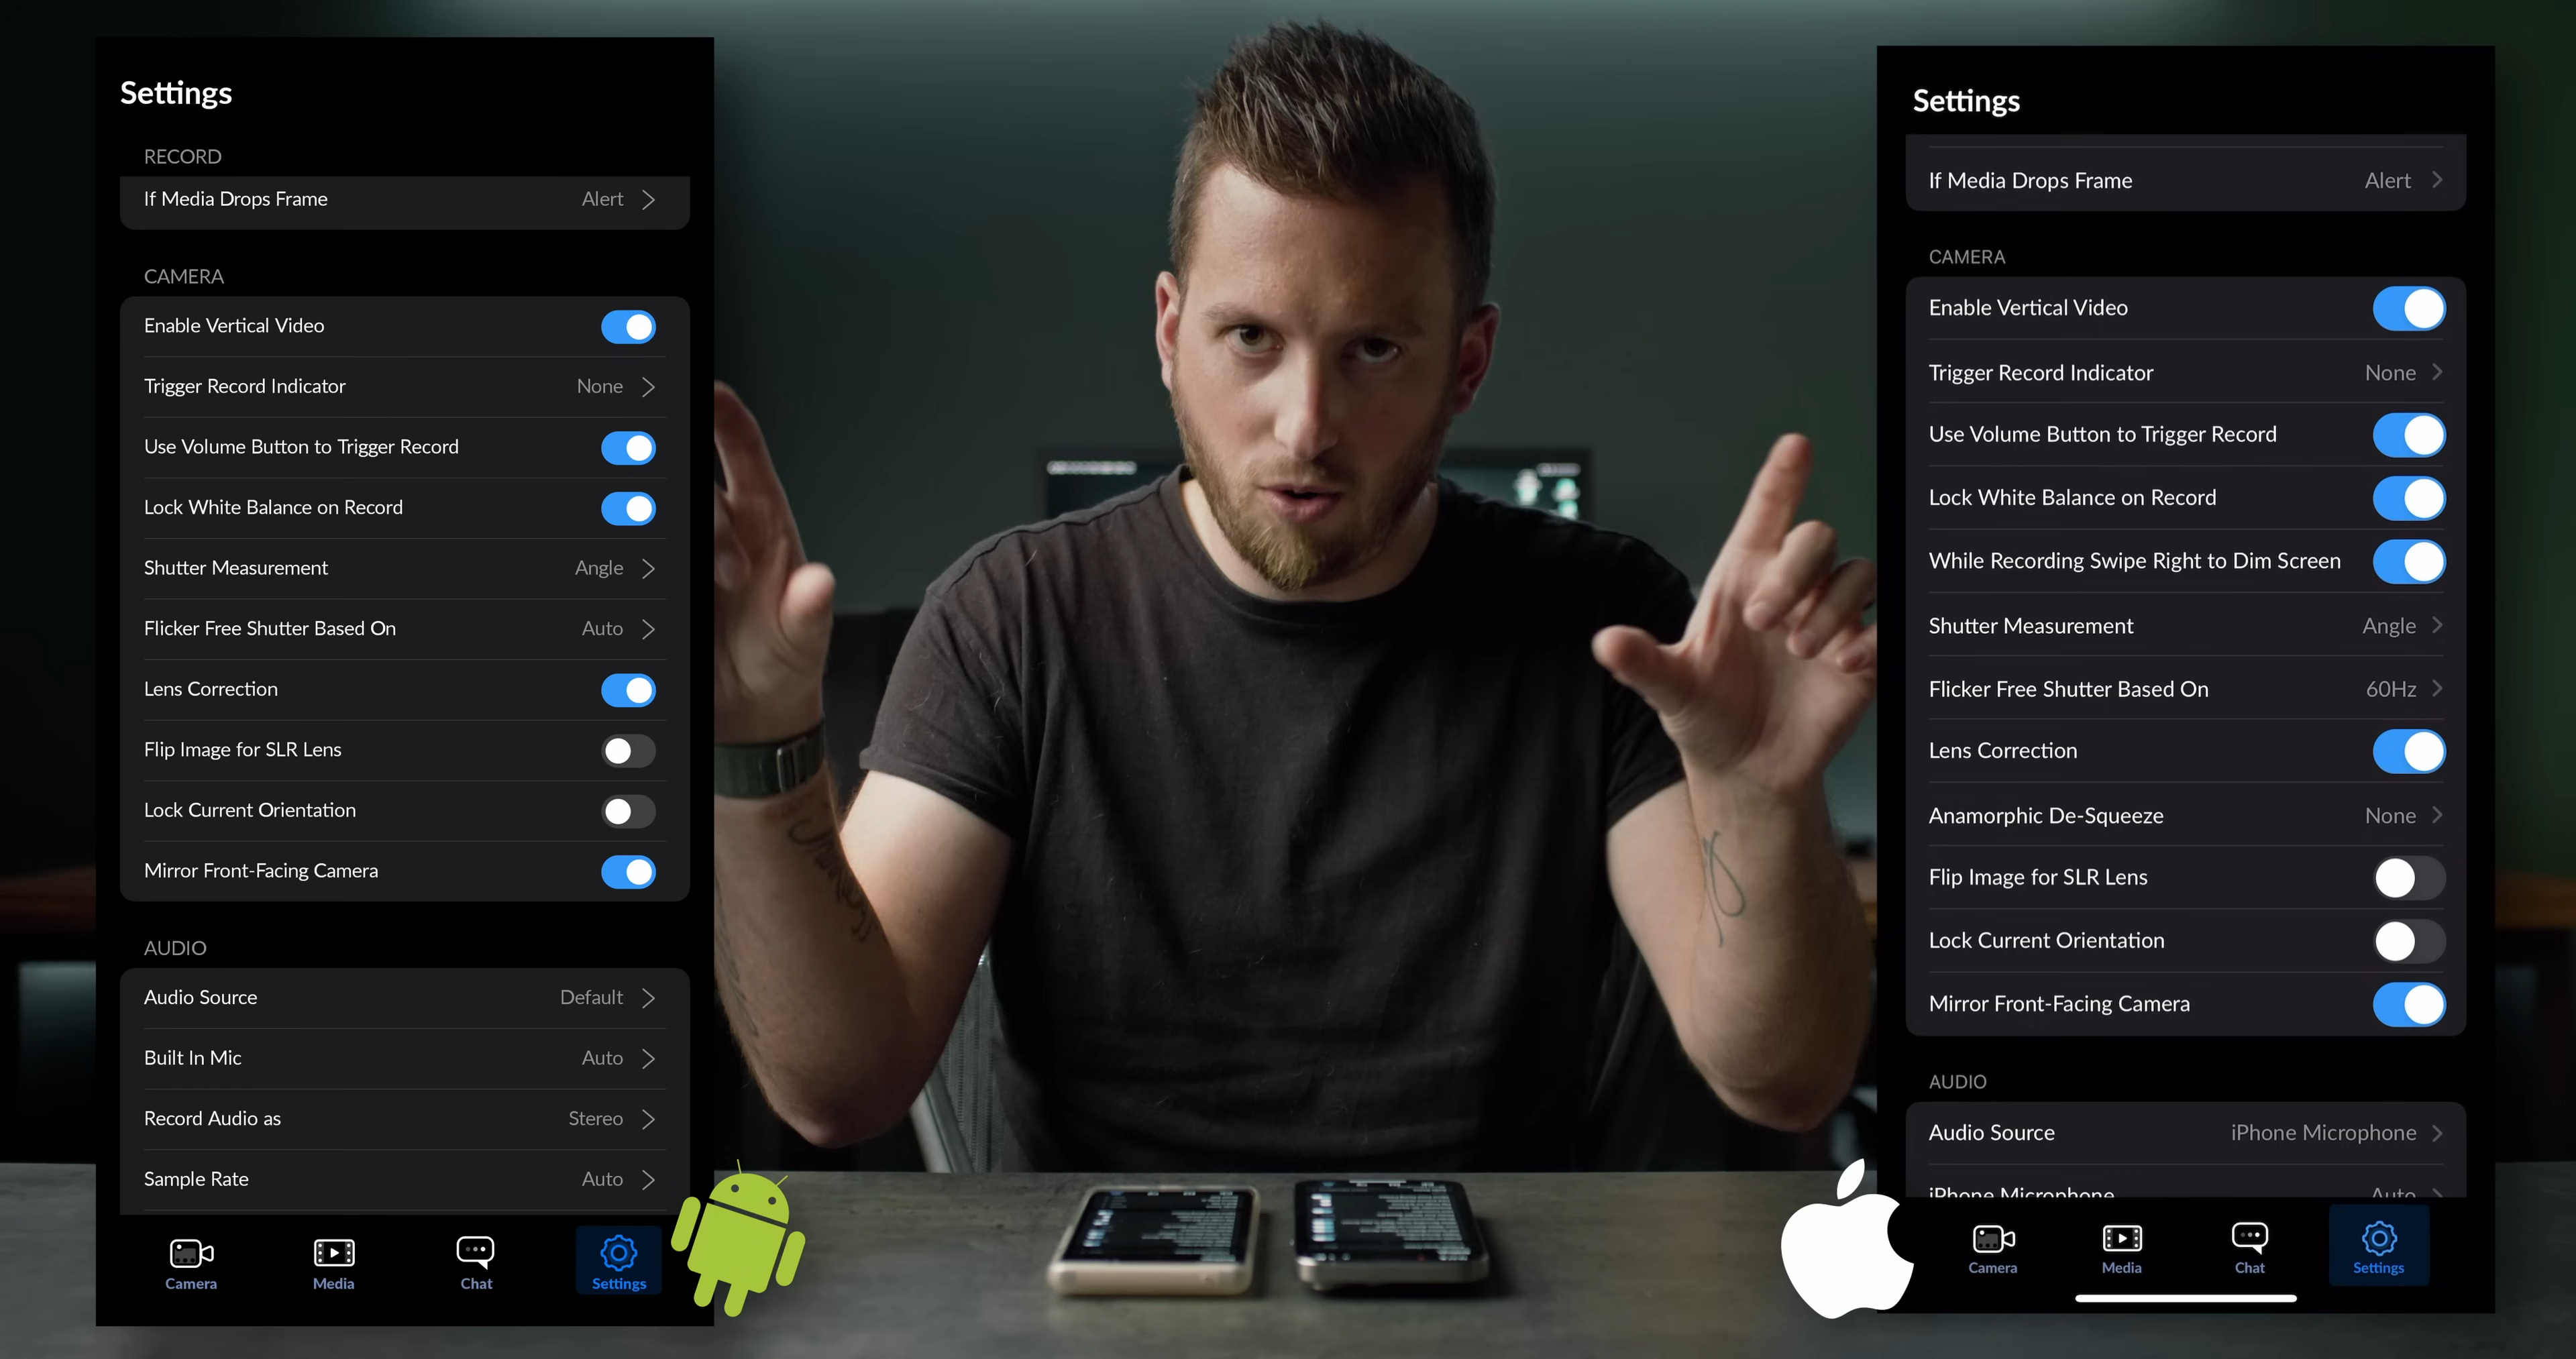 Settings
RECORD
If Media Drops Frame Alert
CAMERA
Enable Vertical Video
Trigger Record Indicator None
Use Volume Button to Trigger Record
Lock White Balance on Record
Shutter Measurement Angle
Flicker Free Shutter Based On Auto
Lens Correction
Flip Image for SLR Lens
Lock Current Orientation
Mirror Front-Facing Camera
AUDIO
Audio Source Default
Built In Mic Auto
Record Audio as Stereo
Sample Rate Auto
Camera Media Chat Settings
Settings
If Media Drops Frame Alert
CAMERA
Enable Vertical Video
Trigger Record Indicator None
Use Volume Button to Trigger Record
Lock White Balance on Record
While Recording Swipe Right to Dim Screen
Shutter Measurement Angle
Flicker Free Shutter Based On 60Hz
Lens Correction
Anamorphic De-Squeeze None
Flip Image for SLR Lens
Lock Current Orientation
Mirror Front-Facing Camera
AUDIO
Audio Source iPhone Microphone
iPhone Microphone Auto
Camera Media Chat Settings